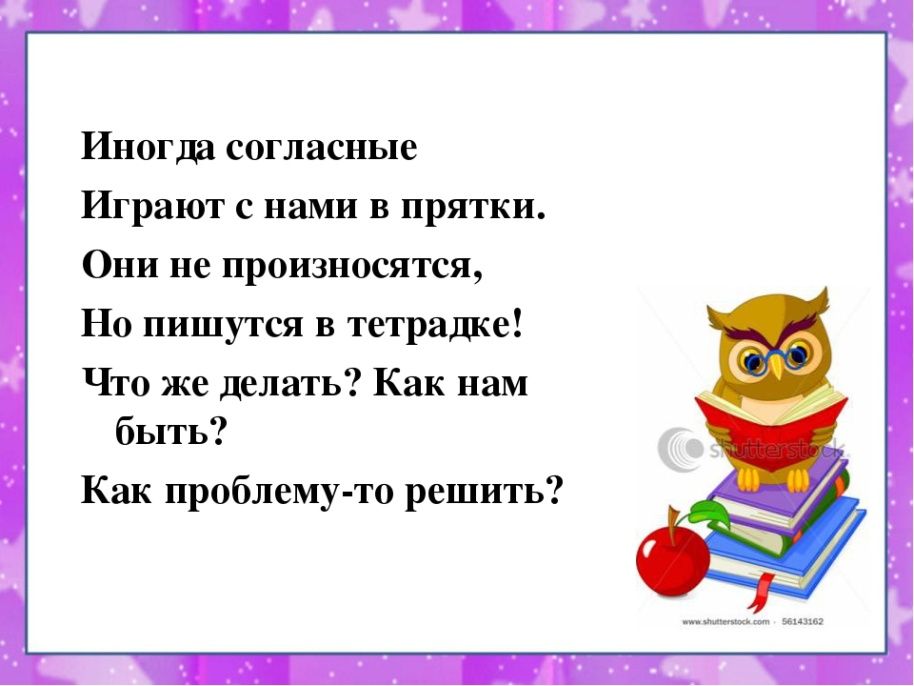 Иногда согласные
Играют с нами в прятки.
Они не произносятся,
Но пишутся в тетрадке!
Что же делать? Как нам
быть?
Как проблему-то решить?
shutterstock
www.shutterstock.com · 56143162